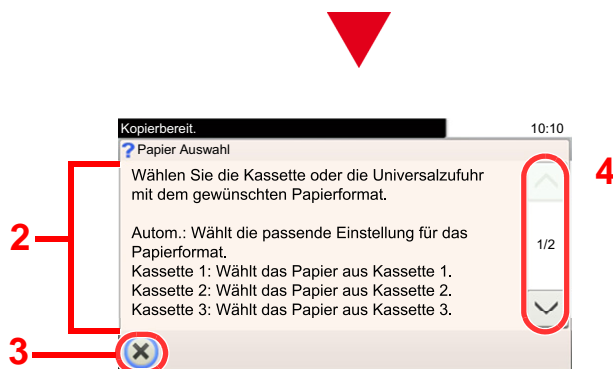 Kopierbereit. 10:10
? Papier Auswahl
Wählen Sie die Kassette oder die Universalzufuhr
mit dem gewünschten Papierformat.
Autom.: Wählt die passende Einstellung für das
Papierformat.
Kassette 1: Wählt das Papier aus Kassette 1.
Kassette 2: Wählt das Papier aus Kassette 2.
Kassette 3: Wählt das Papier aus Kassette 3.
1/2
2
3
4